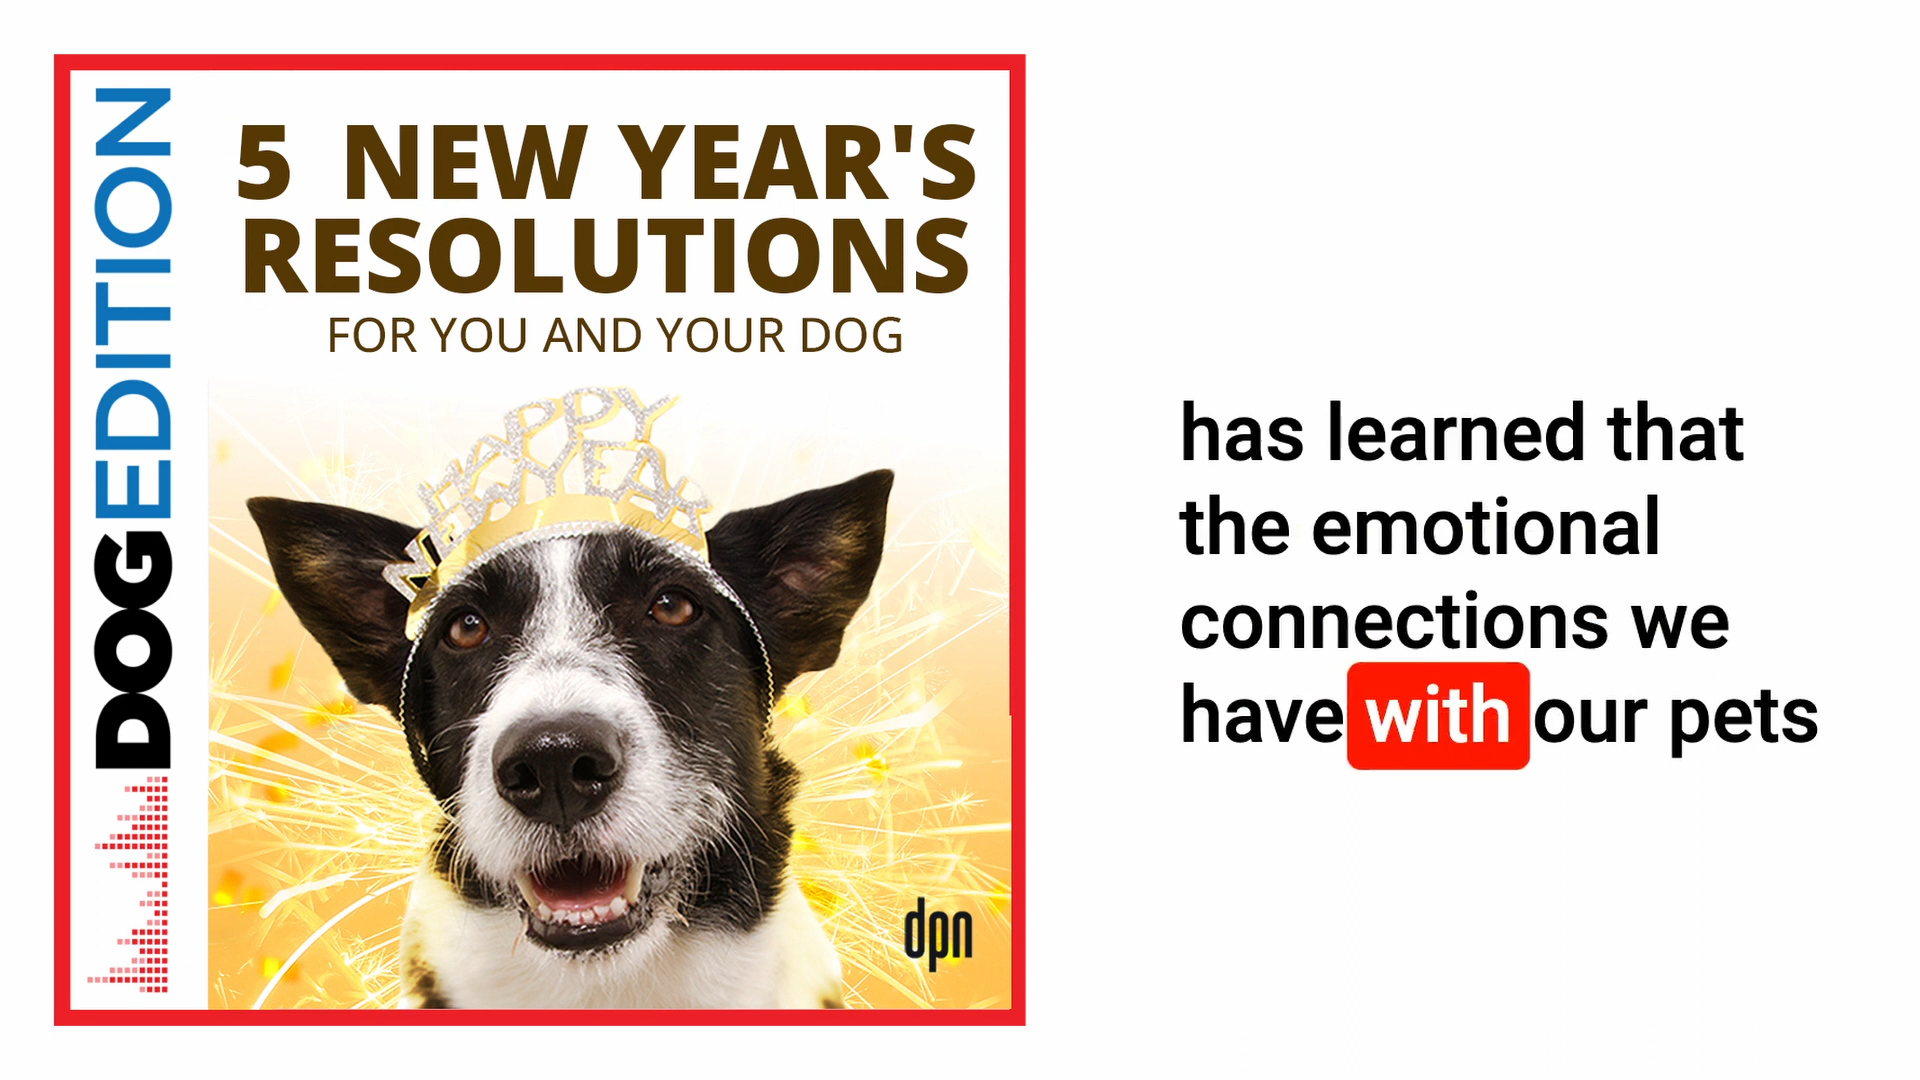 DOGEDITION
5 NEW YEAR'S
RESOLUTIONS
FOR YOU AND YOUR DOG
HAPPY
NEW YEAR
dpn
has learned that
the emotional
connections we
have with our pets